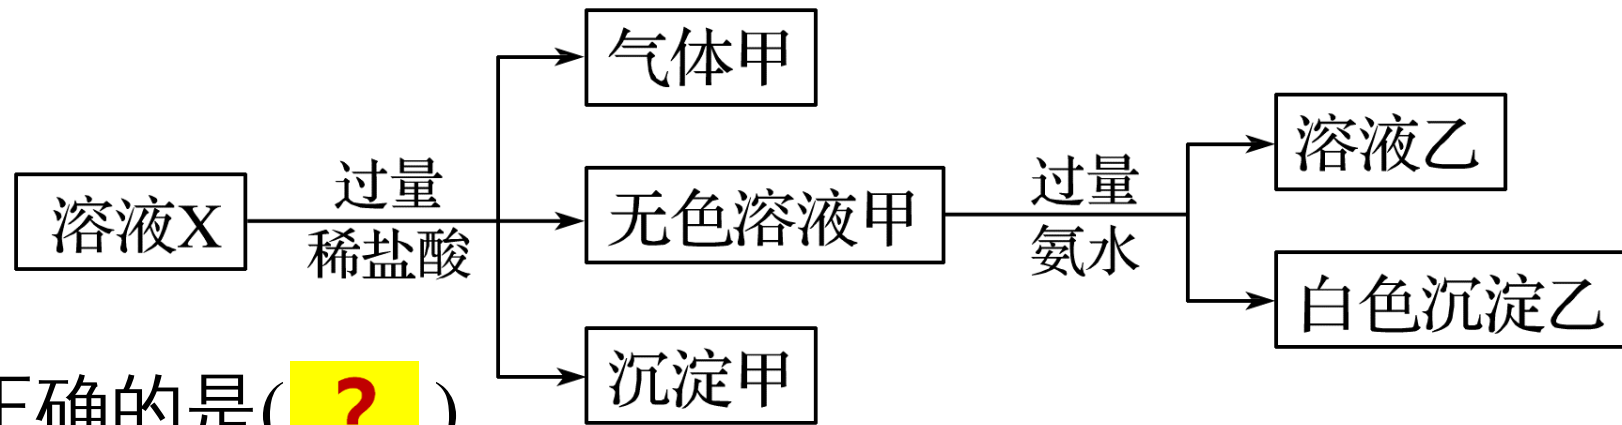 气体甲
溶液X
过量
稀盐酸
无色溶液甲
沉淀甲
过量
氨水
溶液乙
白色沉淀乙
正确的是( ? )